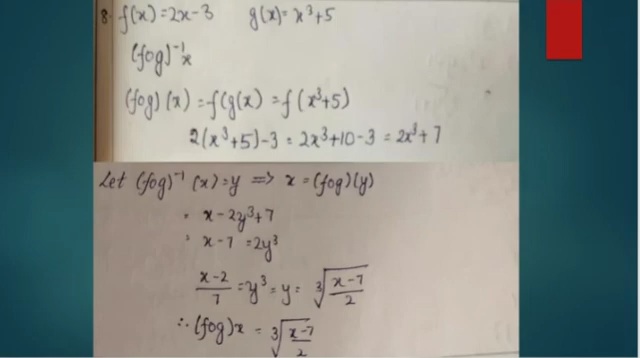 8. f(x)=2x-3 g(x)=x³+5
(fog)⁻¹x
(fog)(x)=f(g(x)=f(x³+5)
2(x³+5)-3=2x³+10-3=2x³+7
Let (fog)⁻¹(x)=y ⇒ x=(fog)(y)
= x-2y³+7
: x-7=2y³
x-2/7=y³=y=∛x-7/2
∴(fog)x=∛x-7/2